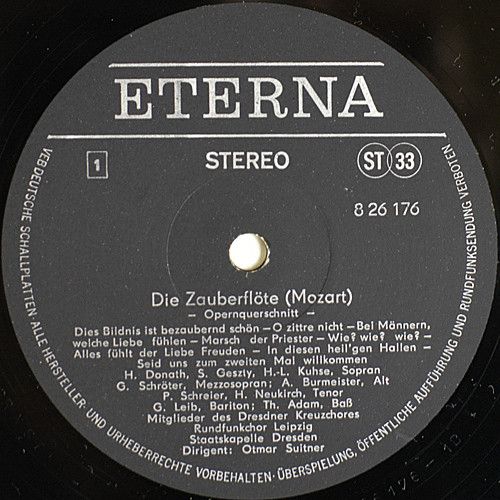 ETERNA
1
STEREO
ST 33
8 26 176
Die Zauberflöte (Mozart)
– Opernquerschnitt –
Dies Bildnis ist bezaubernd schön – O zittre nicht – Bei Männern,
welche Liebe fühlen – Marsch der Priester – Wie? wie? wie? –
Alles fühlt der Liebe Freuden – In diesen heil'gen Hallen –
Seid uns zum zweiten Mal willkommen
H. Donath, S. Geszty, H.-L. Kuhse, Sopran
G. Schröter, Mezzosopran; A. Burmeister, Alt
P. Schreier, H. Neukirch, Tenor
G. Leib, Bariton; Th. Adam, Baß
Mitglieder des Dresdner Kreuzchores
Rundfunkchor Leipzig
Staatskapelle Dresden
Dirigent: Otmar Suitner
VEB DEUTSCHE SCHALLPLATTEN · ALLE HERSTELLER- UND URHEBERRECHTE VORBEHALTEN · ÜBERSPIELUNG, ÖFFENTLICHE AUFFÜHRUNG UND RUNDFUNKSENDUNG VERBOTEN